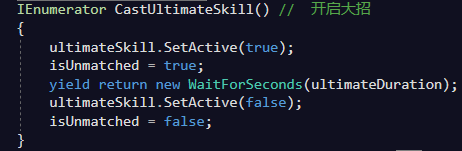 IEnumerator CastUltimateSkill() // 开启大招
{
ultimateSkill.SetActive(true);
isUnmatched = true;
yield return new WaitForSeconds(ultimateDuration);
ultimateSkill.SetActive(false);
isUnmatched = false;
}